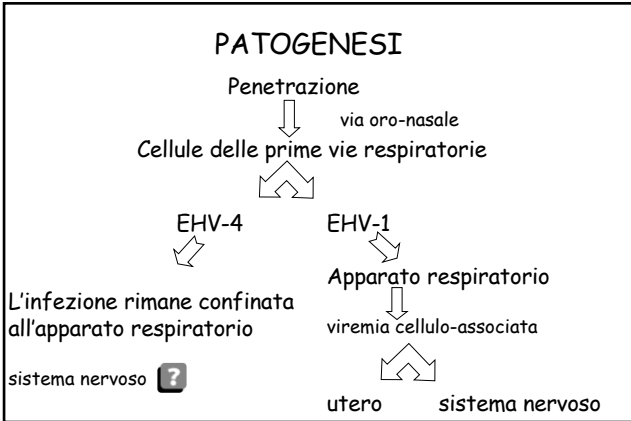 PATOGENESI
Penetrazione
via oro-nasale
Cellule delle prime vie respiratorie
EHV-4
EHV-1
Apparato respiratorio
L'infezione rimane confinata
all'apparato respiratorio
viremia cellulo-associata
sistema nervoso ?
utero
sistema nervoso